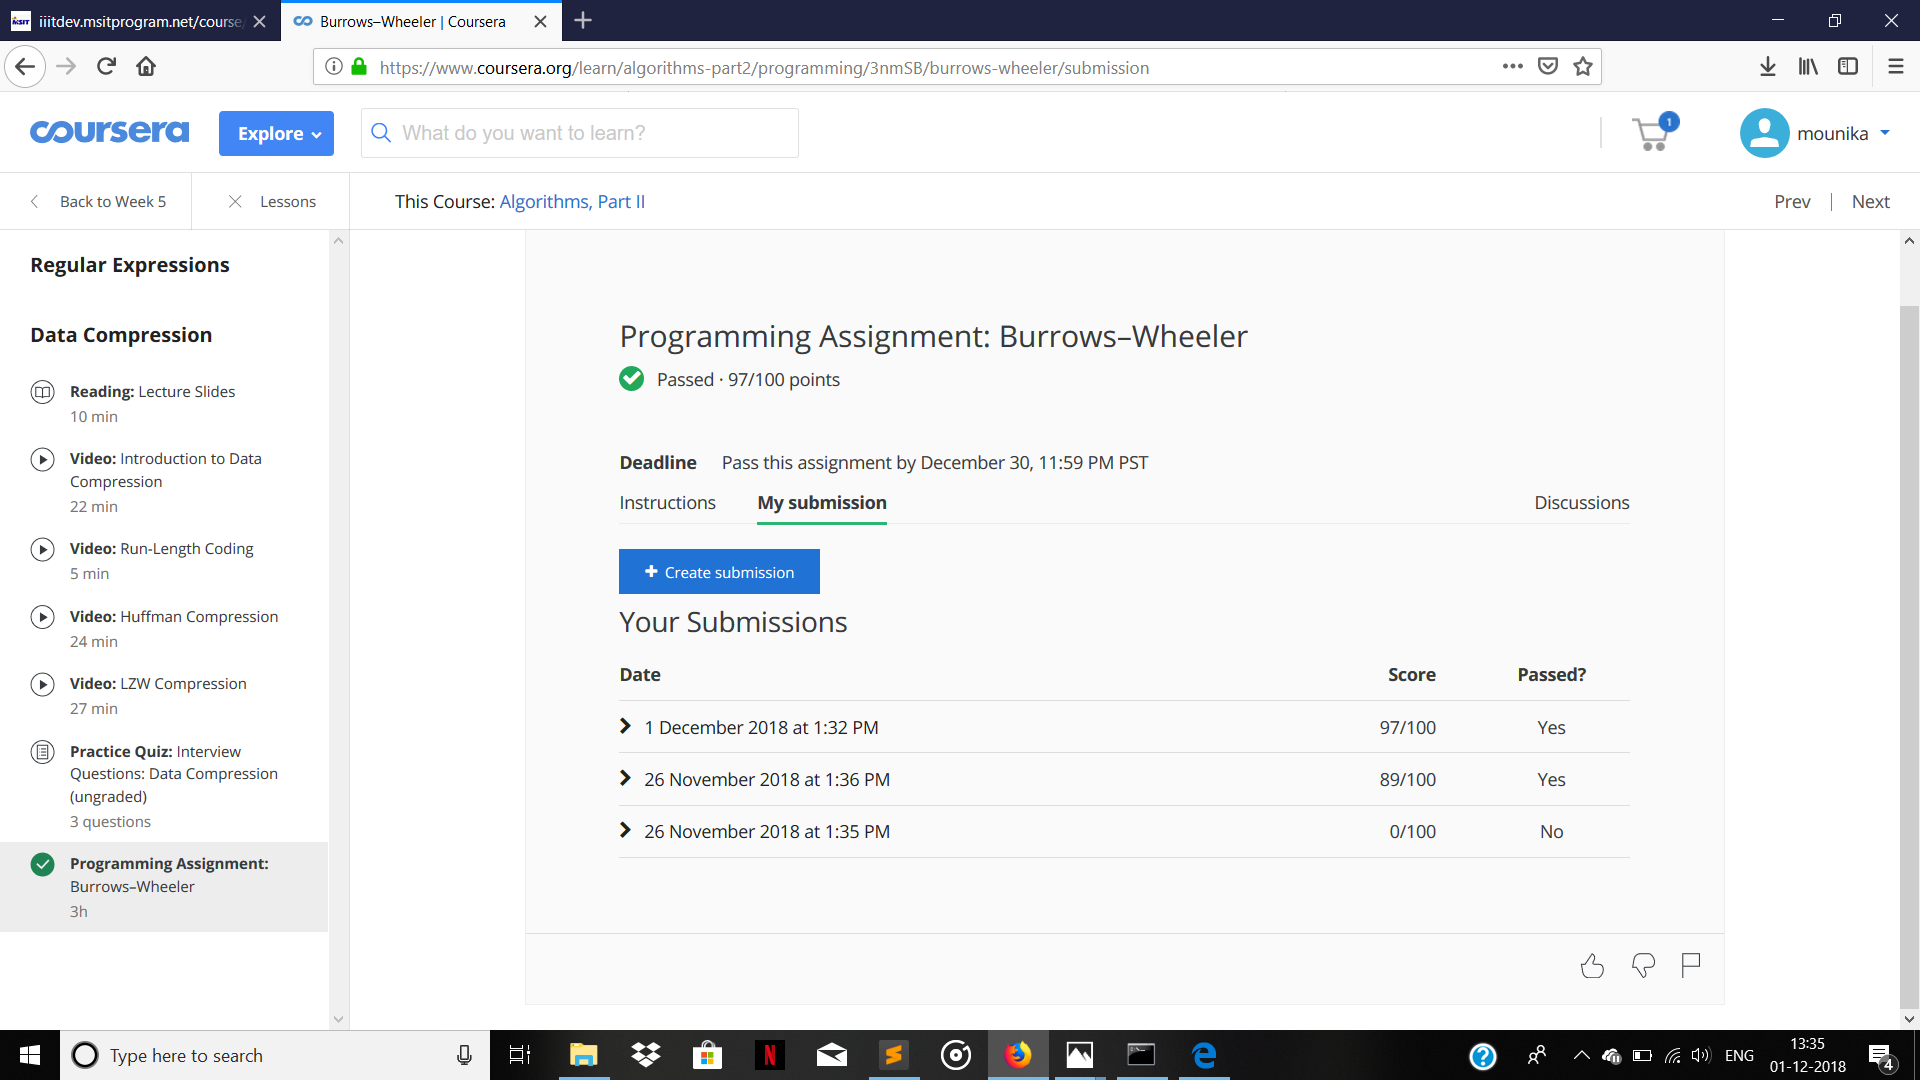 iiitdev.msitprogram.net/course/
Burrows–Wheeler | Coursera
https://www.coursera.org/learn/algorithms-part2/programming/3nmSB/burrows-wheeler/submission
coursera
Explore
What do you want to learn?
1
mounika
Back to Week 5
Lessons
This Course: Algorithms, Part II
Prev
Next
Regular Expressions
Data Compression
Reading: Lecture Slides
10 min
Video: Introduction to Data
Compression
22 min
Video: Run-Length Coding
5 min
Video: Huffman Compression
24 min
Video: LZW Compression
27 min
Practice Quiz: Interview
Questions: Data Compression
(ungraded)
3 questions
Programming Assignment:
Burrows–Wheeler
3h
Programming Assignment: Burrows–Wheeler
Passed · 97/100 points
Deadline Pass this assignment by December 30, 11:59 PM PST
Instructions My submission Discussions
+ Create submission
Your Submissions
Date Score Passed?
1 December 2018 at 1:32 PM 97/100 Yes
26 November 2018 at 1:36 PM 89/100 Yes
26 November 2018 at 1:35 PM 0/100 No
Type here to search
N
ENG
13:35
01-12-2018
4